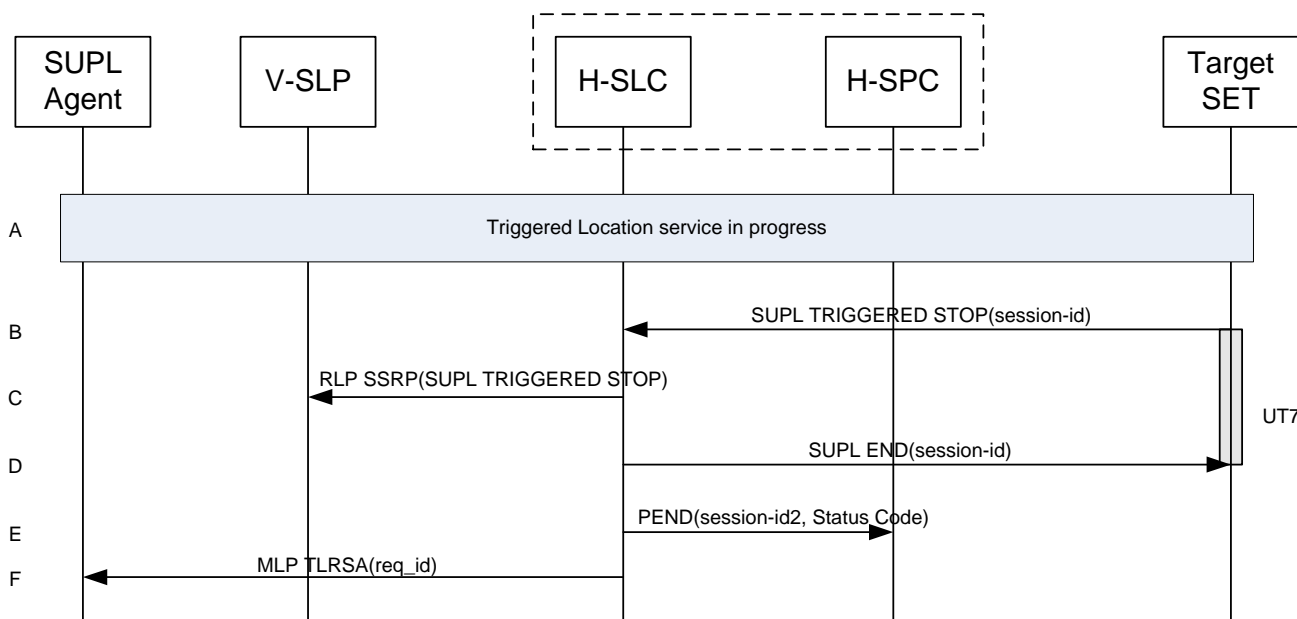 SUPL
Agent
V-SLP
H-SLC
H-SPC
Target
SET
A
Triggered Location service in progress
B
SUPL TRIGGERED STOP(session-id)
C
RLP SSRP(SUPL TRIGGERED STOP)
UT7
D
SUPL END(session-id)
E
PEND(session-id2, Status Code)
F
MLP TLRSA(req_id)